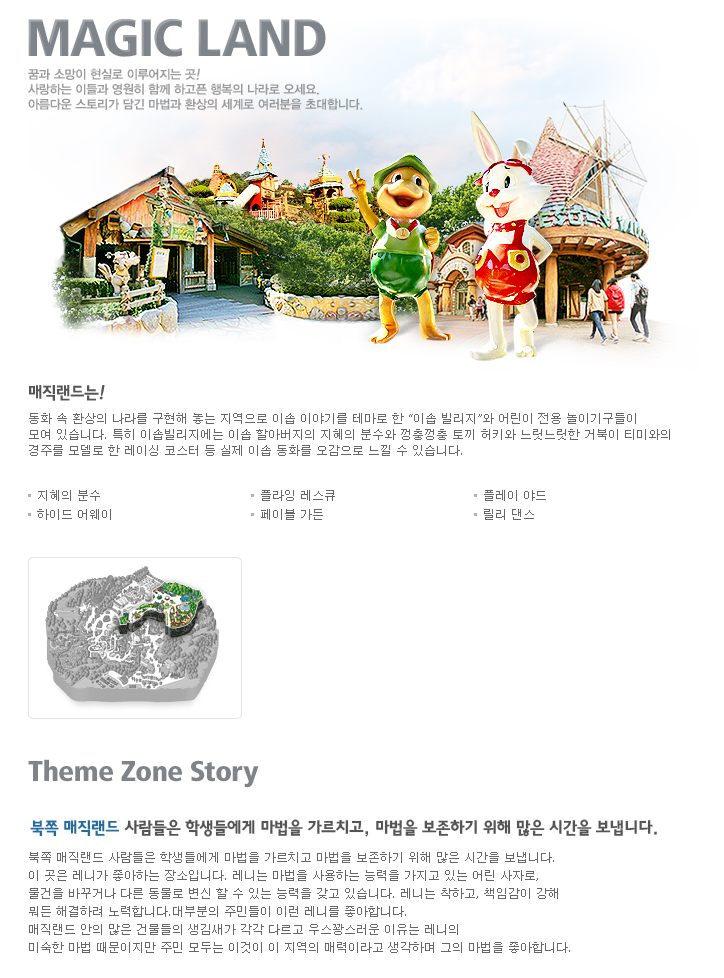 MAGIC LAND
꿈과 소망이 현실로 이루어지는 곳!
사랑하는 이들과 영원히 함께 하고픈 행복의 나라로 오세요.
아름다운 스토리가 담긴 마법과 환상의 세계로 여러분을 초대합니다.
매직랜드는!
동화 속 환상의 나라를 구현해 놓는 지역으로 이솝 이야기를 테마로 한 “이솝 빌리지”와 어린이 전용 놀이기구들이
모여 있습니다. 특히 이솝빌리지에는 이솝 할아버지의 지혜의 분수와 껑충껑충 토끼 허키와 느릿느릿한 거북이 티미와의
경주를 모델로 한 레이싱 코스터 등 실제 이솝 동화를 오감으로 느낄 수 있습니다.
지혜의 분수
플라잉 레스큐
플레이 야드
하이드 어웨이
페이블 가든
릴리 댄스
Theme Zone Story
북쪽 매직랜드 사람들은 학생들에게 마법을 가르치고, 마법을 보존하기 위해 많은 시간을 보냅니다.
북쪽 매직랜드 사람들은 학생들에게 마법을 가르치고 마법을 보존하기 위해 많은 시간을 보냅니다.
이 곳은 레니가 좋아하는 장소입니다. 레니는 마법을 사용하는 능력을 가지고 있는 어린 사자로,
물건을 바꾸거나 다른 동물로 변신 할 수 있는 능력을 갖고 있습니다. 레니는 착하고, 책임감이 강해
뭐든 해결하려 노력합니다.대부분의 주민들이 이런 레니를 좋아합니다.
매직랜드 안의 많은 건물들의 생김새가 각각 다르고 우스꽝스러운 이유는 레니의
미숙한 마법 때문이지만 주민 모두는 이것이 이 지역의 매력이라고 생각하며 그의 마법을 좋아합니다.